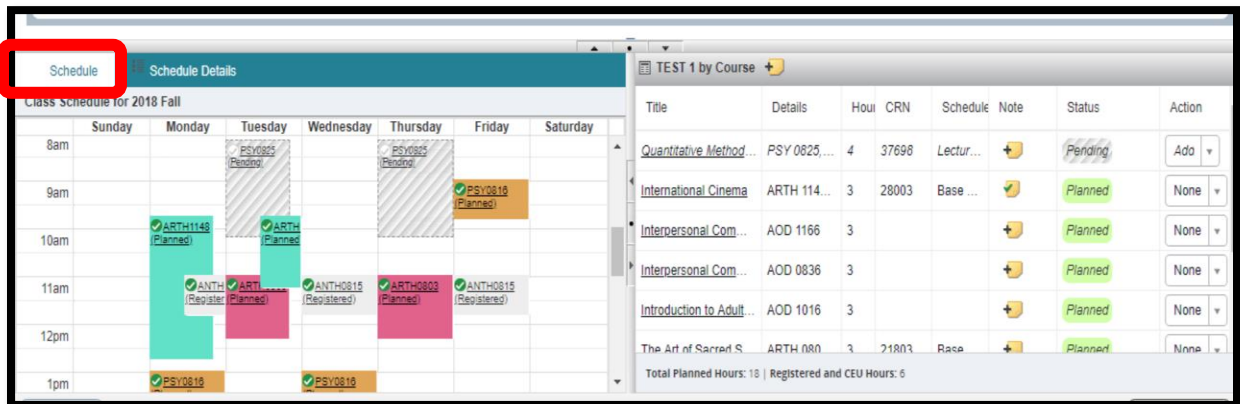 Schedule Schedule Details
Class Schedule for 2018 Fall
Sunday Monday Tuesday Wednesday Thursday Friday Saturday
8am
PSY0825
(Pending)
PSY0825
(Pending)
9am
PSY0816
(Planned)
10am
ARTH1148
(Planned)
ARTH
(Planned
11am
ANTH
(Register
(Planned)
ANTH0815
(Registered)
ARTH0803
(Planned)
ANTH0815
(Registered)
12pm
1pm
PSY0816
PSY0816
TEST 1 by Course
Title Details Hour CRN Schedule Note Status Action
Quantitative Method... PSY 0825,... 4 37698 Lectur... Pending Add
International Cinema ARTH 114... 3 28003 Base ... Planned None
Interpersonal Com... AOD 1166 3 Planned None
Interpersonal Com... AOD 0836 3 Planned None
Introduction to Adult... AOD 1016 3 Planned None
The Art of Sacred S ARTH 080 3 21803 Base Planned None
Total Planned Hours: 18 | Registered and CEU Hours: 6